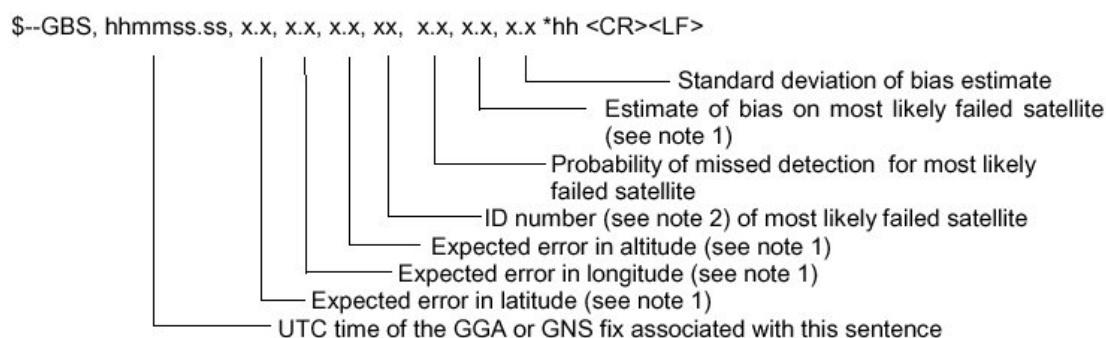 $--GBS, hhmmss.ss, x.x, x.x, x.x, xx, x.x, x.x, x.x *hh <CR><LF>
Standard deviation of bias estimate
Estimate of bias on most likely failed satellite
(see note 1)
Probability of missed detection for most likely
failed satellite
ID number (see note 2) of most likely failed satellite
Expected error in altitude (see note 1)
Expected error in longitude (see note 1)
Expected error in latitude (see note 1)
UTC time of the GGA or GNS fix associated with this sentence